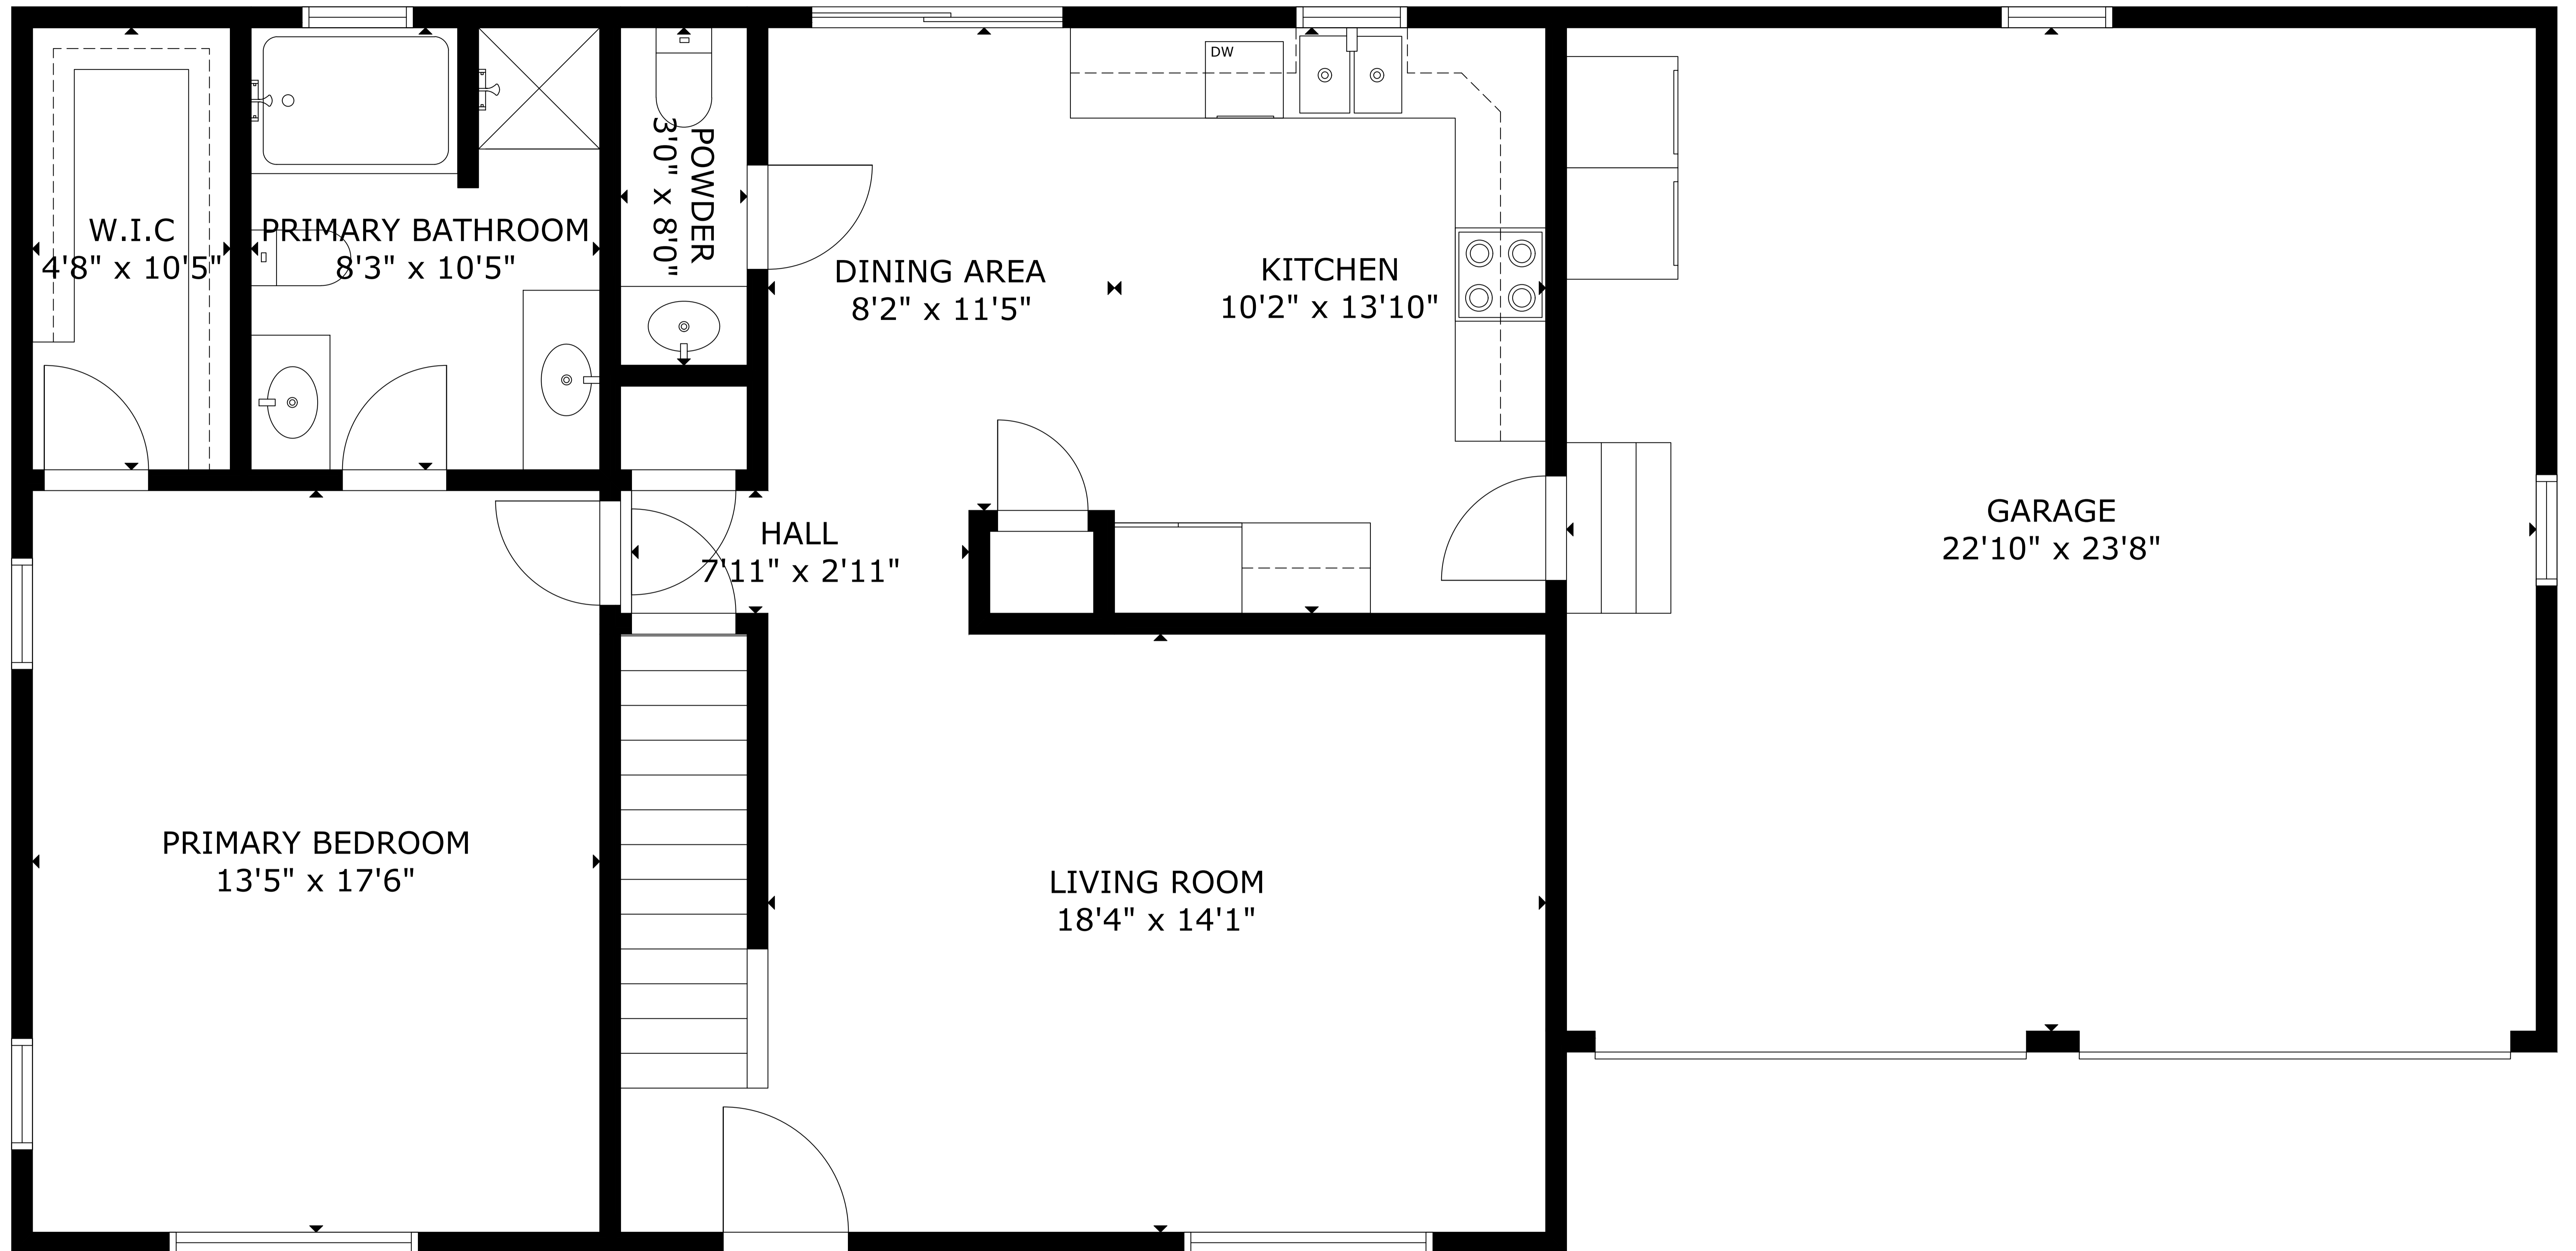 DW
POWDER
3'0" x 8'0"
W.I.C
4'8" x 10'5"
PRIMARY BATHROOM
8'3" x 10'5"
DINING AREA
8'2" x 11'5"
KITCHEN
10'2" x 13'10"
HALL
7'11" x 2'11"
GARAGE
22'10" x 23'8"
PRIMARY BEDROOM
13'5" x 17'6"
LIVING ROOM
18'4" x 14'1"